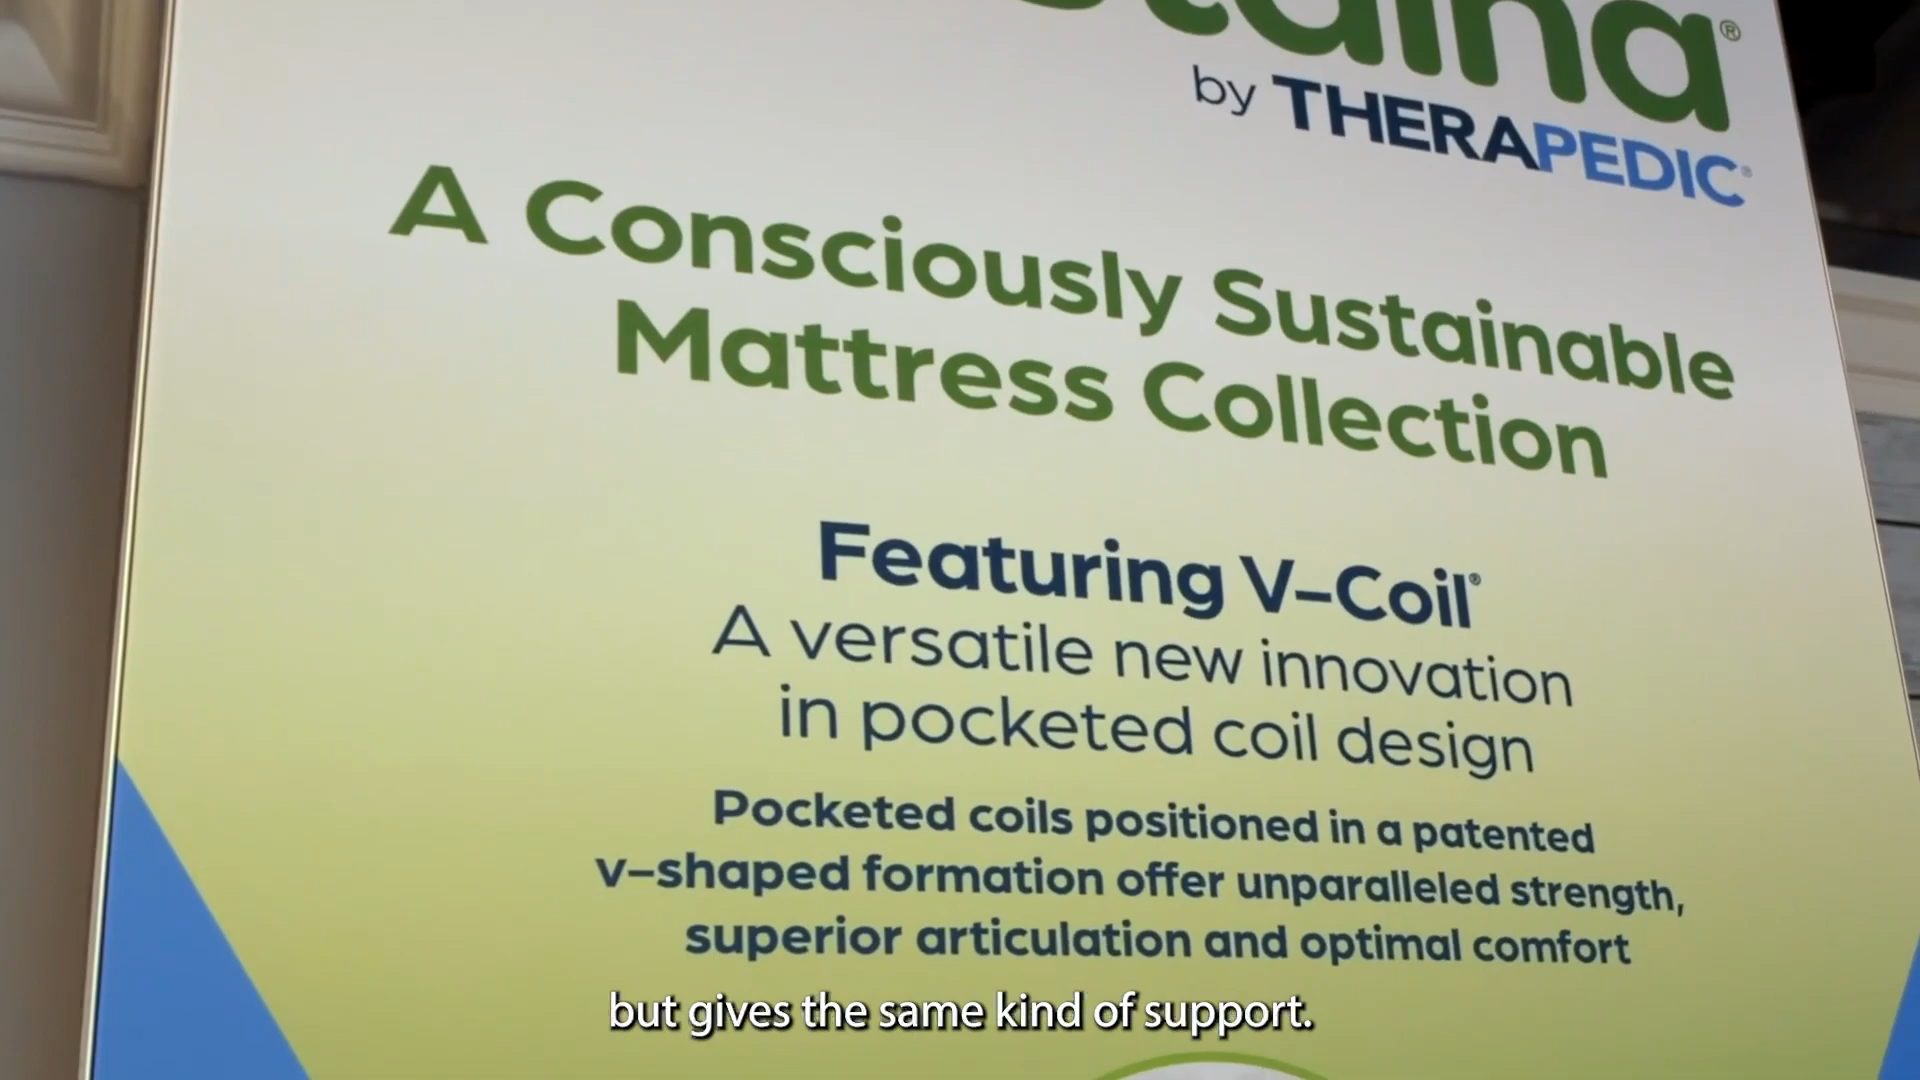 by THERAPEDIC®
A Consciously Sustainable
Mattress Collection
Featuring V-Coil®
A versatile new innovation
in pocketed coil design
Pocketed coils positioned in a patented
v-shaped formation offer unparalleled strength,
superior articulation and optimal comfort
but gives the same kind of support.